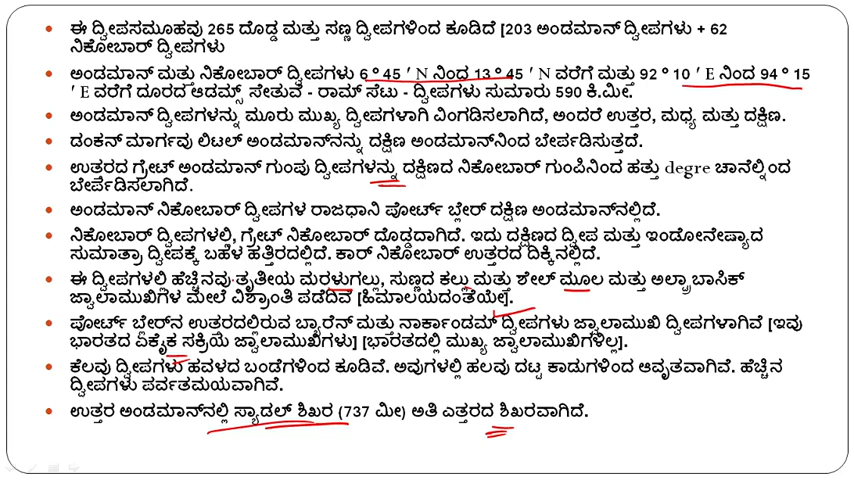 ಈ ದ್ವೀಪಸಮೂಹವು 265 ದೊಡ್ಡ ಮತ್ತು ಸಣ್ಣ ದ್ವೀಪಗಳಿಂದ ಕೂಡಿದೆ [203 ಅಂಡಮಾನ್ ದ್ವೀಪಗಳು + 62
ನಿಕೋಬಾರ್ ದ್ವೀಪಗಳು
ಅಂಡಮಾನ್ ಮತ್ತು ನಿಕೋಬಾರ್ ದ್ವೀಪಗಳು 6 ° 45 ′ N ನಿಂದ 13 ° 45 ′ N ವರೆಗೆ ಮತ್ತು 92 ° 10 ′ E ನಿಂದ 94 ° 15
′ E ವರೆಗೆ ದೂರದ ಆಡಮ್ಸ್ ಸೇತುವೆ - ರಾಮ್ ಸೆಟು - ದ್ವೀಪಗಳು ಸುಮಾರು 590 ಕಿ.ಮೀ.
ಅಂಡಮಾನ್ ದ್ವೀಪಗಳನ್ನು ಮೂರು ಮುಖ್ಯ ದ್ವೀಪಗಳಾಗಿ ವಿಂಗಡಿಸಲಾಗಿದೆ, ಅಂದರೆ ಉತ್ತರ, ಮಧ್ಯ ಮತ್ತು ದಕ್ಷಿಣ.
ಡಂಕನ್ ಮಾರ್ಗವು ಲಿಟಲ್ ಅಂಡಮಾನ್‌ನನ್ನು ದಕ್ಷಿಣ ಅಂಡಮಾನ್‌ನಿಂದ ಬೇರ್ಪಡಿಸುತ್ತದೆ.
ಉತ್ತರದ ಗ್ರೇಟ್ ಅಂಡಮಾನ್ ಗುಂಪು ದ್ವೀಪಗಳನ್ನು ದಕ್ಷಿಣದ ನಿಕೋಬಾರ್ ಗುಂಪಿನಿಂದ ಹತ್ತು degre ಚಾನೆಲ್ನಿಂದ
ಬೇರ್ಪಡಿಸಲಾಗಿದೆ.
ಅಂಡಮಾನ್ ನಿಕೋಬಾರ್ ದ್ವೀಪಗಳ ರಾಜಧಾನಿ ಪೋರ್ಟ್ ಬ್ಲೇರ್ ದಕ್ಷಿಣ ಅಂಡಮಾನ್‌ನಲ್ಲಿದೆ.
ನಿಕೋಬಾರ್ ದ್ವೀಪಗಳಲ್ಲಿ, ಗ್ರೇಟ್ ನಿಕೋಬಾರ್ ದೊಡ್ಡದಾಗಿದೆ. ಇದು ದಕ್ಷಿಣದ ದ್ವೀಪ ಮತ್ತು ಇಂಡೋನೇಷ್ಯಾದ
ಸುಮಾತ್ರಾ ದ್ವೀಪಕ್ಕೆ ಬಹಳ ಹತ್ತಿರದಲ್ಲಿದೆ. ಕಾರ್ ನಿಕೋಬಾರ್ ಉತ್ತರದ ದಿಕ್ಕಿನಲ್ಲಿದೆ.
ಈ ದ್ವೀಪಗಳಲ್ಲಿ ಹೆಚ್ಚಿನವು ತೃತೀಯ ಮರಳುಗಲ್ಲು, ಸುಣ್ಣದ ಕಲ್ಲು ಮತ್ತು ಶೇಲ್ ಮೂಲ ಮತ್ತು ಅಲ್ಟ್ರಾಬಾಸಿಕ್
ಜ್ವಾಲಾಮುಖಿಗಳ ಮೇಲೆ ವಿಶ್ರಾಂತಿ ಪಡೆದಿವೆ [ಹಿಮಾಲಯದಂತೆಯೇ].
ಪೋರ್ಟ್ ಬ್ಲೇರ್‌ನ ಉತ್ತರದಲ್ಲಿರುವ ಬ್ಯಾರೆನ್ ಮತ್ತು ನಾರ್ಕಾಂಡಮ್ ದ್ವೀಪಗಳು ಜ್ವಾಲಾಮುಖಿ ದ್ವೀಪಗಳಾಗಿವೆ [ಇವು
ಭಾರತದ ಏಕೈಕ ಸಕ್ರಿಯ ಜ್ವಾಲಾಮುಖಿಗಳು] [ಭಾರತದಲ್ಲಿ ಮುಖ್ಯ ಜ್ವಾಲಾಮುಖಿಗಳಿಲ್ಲ].
ಕೆಲವು ದ್ವೀಪಗಳು ಹವಳದ ಬಂಡೆಗಳಿಂದ ಕೂಡಿವೆ. ಅವುಗಳಲ್ಲಿ ಹಲವು ದಟ್ಟ ಕಾಡುಗಳಿಂದ ಆವೃತವಾಗಿವೆ. ಹೆಚ್ಚಿನ
ದ್ವೀಪಗಳು ಪರ್ವತಮಯವಾಗಿವೆ.
ಉತ್ತರ ಅಂಡಮಾನ್‌ನಲ್ಲಿ ಸ್ಯಾಡಲ್ ಶಿಖರ (737 ಮೀ) ಅತಿ ಎತ್ತರದ ಶಿಖರವಾಗಿದೆ.